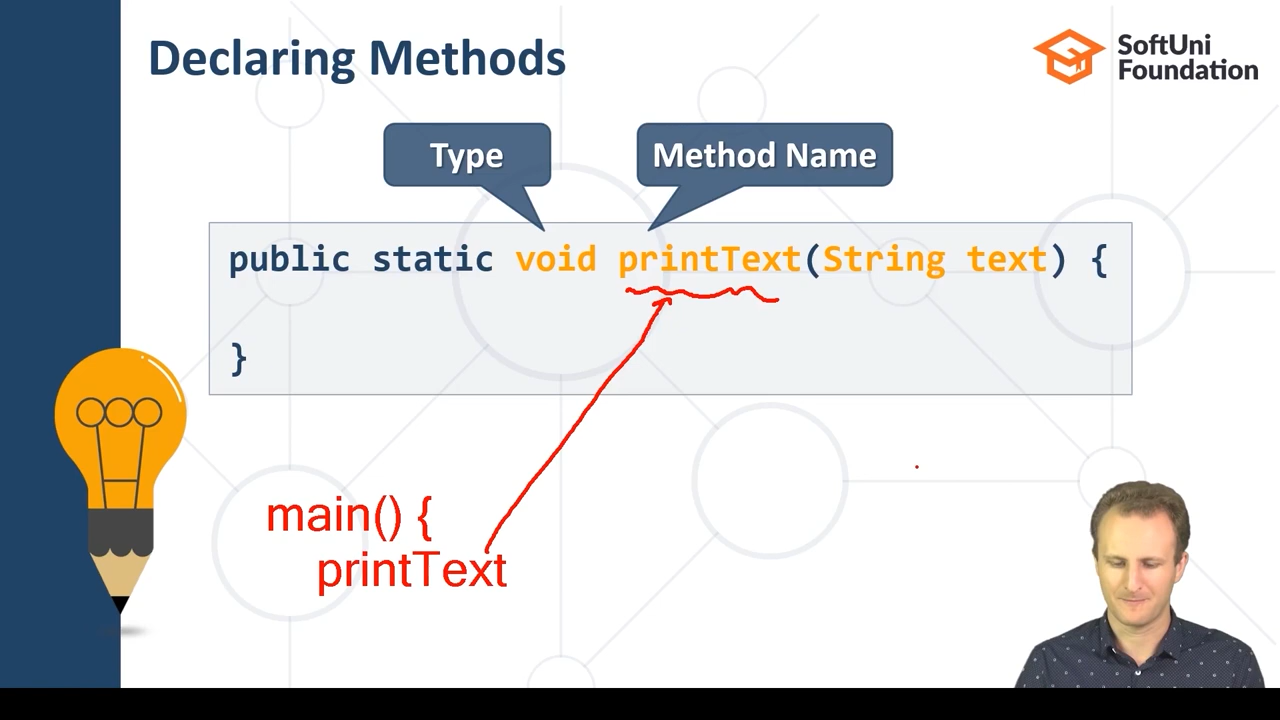 Declaring Methods
SoftUni
Foundation
Type
Method Name
public static void printText(String text) {
}
main() {
printText